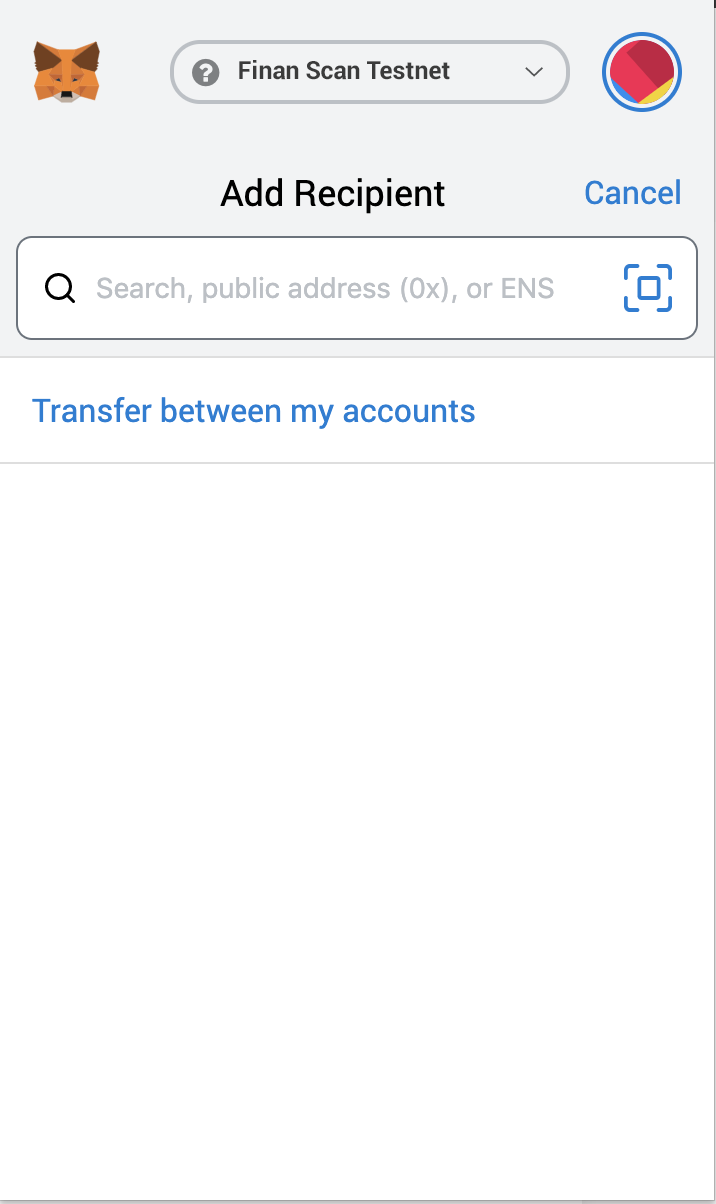 Finan Scan Testnet
Add Recipient
Cancel
Search, public address (0x), or ENS
Transfer between my accounts